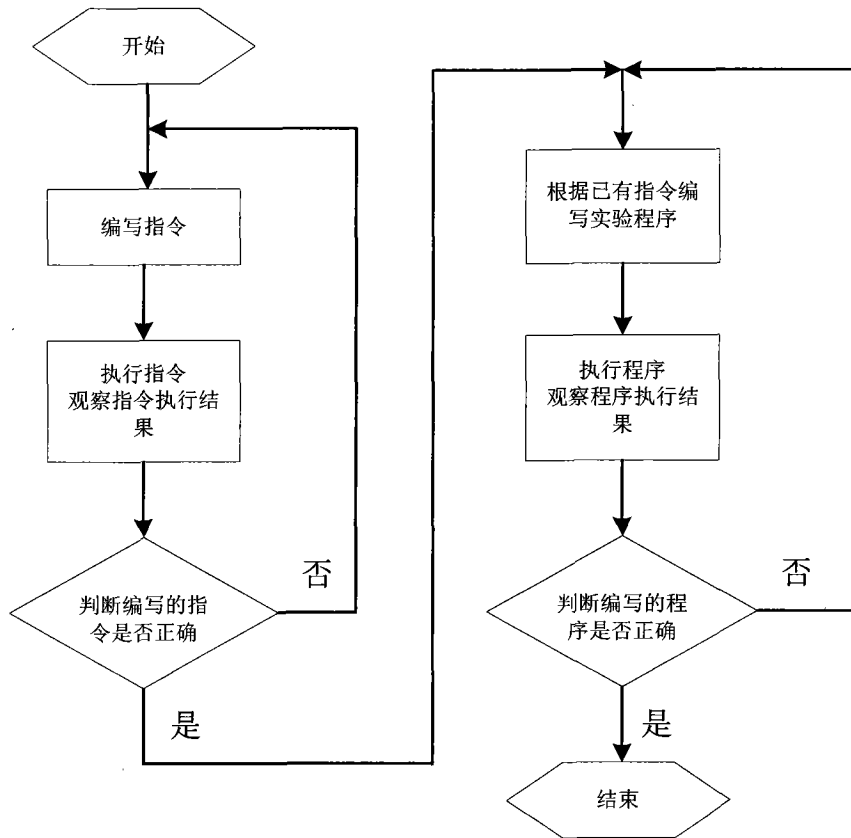 开始
编写指令
执行指令
观察指令执行结
果
判断编写的指
令是否正确
否
是
根据已有指令编
写实验程序
执行程序
观察程序执行结
果
判断编写的程
序是否正确
否
是
结束